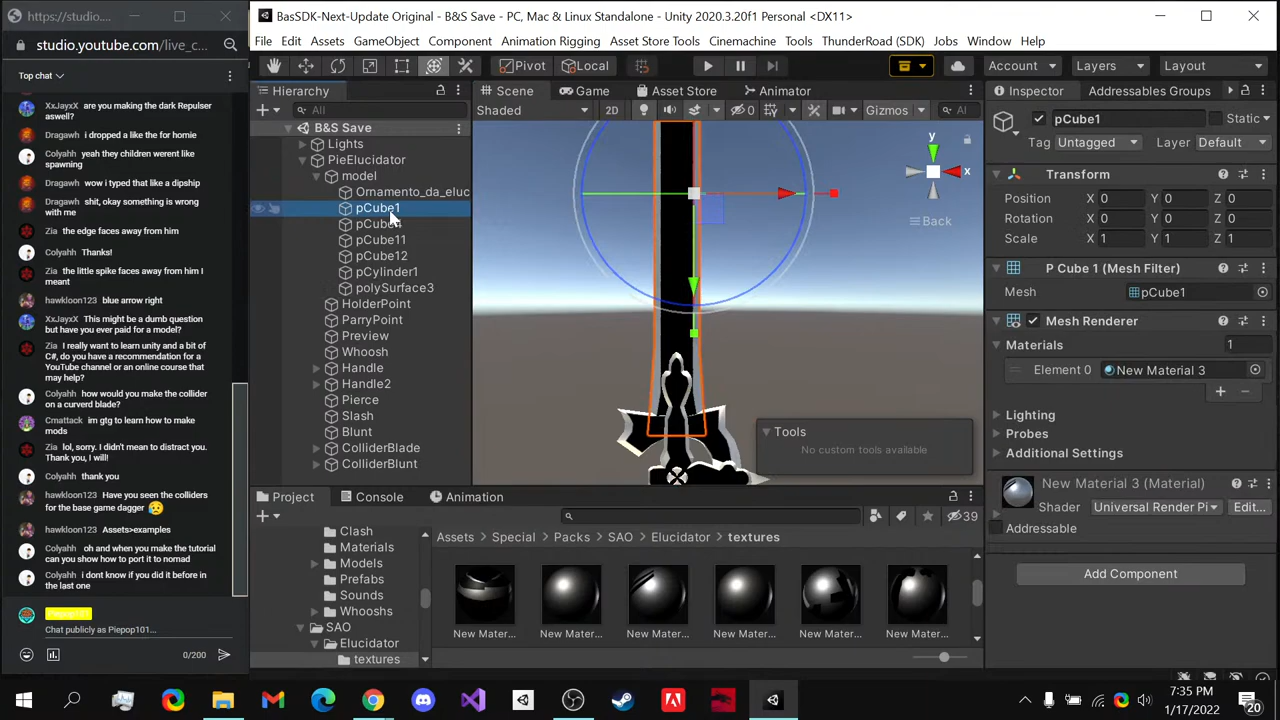 https://studio....
studio.youtube.com/live_c...
Top chat
XxJayxX are you making the dark Repulser
aswell?
Dragawh i dropped a like the for homie
Colyahh yeah they children werent like
spawning
Dragawh wow i typed that like a dipship
Dragawh shit, okay something is wrong
with me
Zia the edge faces away from him
Colyahh Thanks!
Zia the little spike faces away from him I
meant
hawkloon123 blue arrow right
XxJayxX This might be a dumb question
but have you ever paid for a model?
Zia I really want to learn unity and a bit of
C#, do you have a recommendation for a
YouTube channel or an online course that
may help?
Colyahh how would you make the collider
on a curverd blade?
Cmattack im gtg to learn how to make
mods
Zia lol, sorry. I didn't mean to distract you.
Thank you, I will!
Colyahh thank you
hawkloon123 Have you seen the colliders
for the base game dagger 😥
hawkloon123 Assets>examples
Colyahh oh and when you make the tutorial
can you show how to port it to nomad
Colyahh i dont know if you did it before in
the last one
Chat publicly as Piepop101...
0/200
BasSDK-Next-Update Original - B&S Save - PC, Mac & Linux Standalone - Unity 2020.3.20f1 Personal <DX11>
File Edit Assets GameObject Component Animation Rigging Asset Store Tools Cinemachine Tools ThunderRoad (SDK) Jobs Window Help
Pivot Local Account Layers Layout
Hierarchy
All
B&S Save
Lights
PieElucidator
model
Ornamento_da_eluc
pCube1
pCube4
pCube11
pCube12
pCylinder1
polySurface3
HolderPoint
ParryPoint
Preview
Whoosh
Handle
Handle2
Pierce
Slash
Blunt
ColliderBlade
ColliderBlunt
Scene Game Asset Store Animator
Shaded 2D 0 Gizmos Al
y
x
Back
Tools
No custom tools available
Inspector Addressables Groups
pCube1 Static
Tag Untagged Layer Default
Transform
Position X 0 Y 0 Z 0
Rotation X 0 Y 0 Z 0
Scale X 1 Y 1 Z 1
P Cube 1 (Mesh Filter)
Mesh pCube1
Mesh Renderer
Materials 1
Element 0 New Material 3
Lighting
Probes
Additional Settings
New Material 3 (Material)
Shader Universal Render Pi Edit...
Addressable
Add Component
Project Console Animation
39
Clash
Materials
Models
Prefabs
Sounds
Whooshs
SAO
Elucidator
textures
Assets > Special > Packs > SAO > Elucidator > textures
New Mater... New Mater... New Mater... New Mater... New Mater... New Mater...
7:35 PM
1/17/2022
20